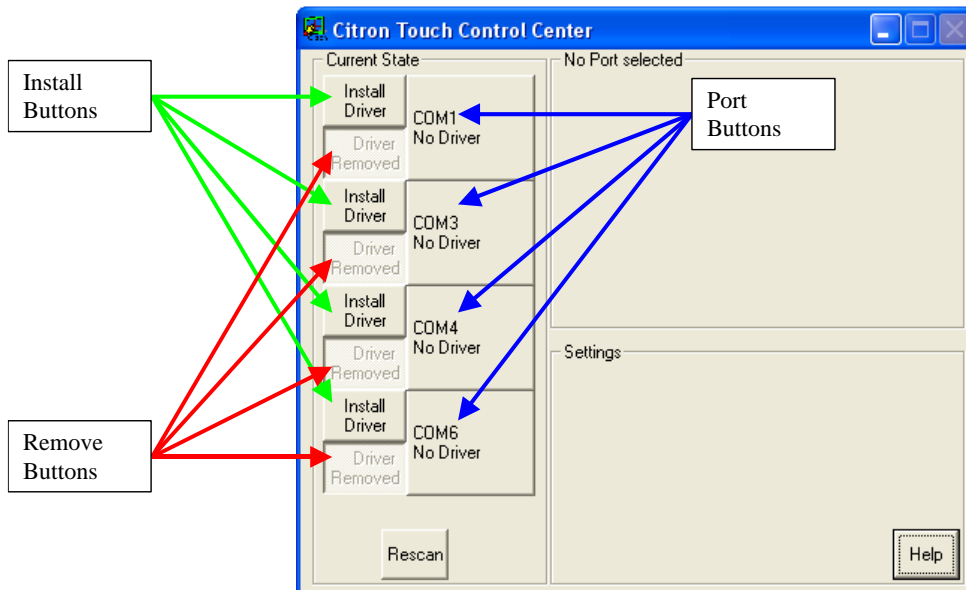 Citron Touch Control Center
Install
Buttons
Remove
Buttons
Current State
Install
Driver
Driver
Removed
COM1
No Driver
Install
Driver
Driver
Removed
COM3
No Driver
Install
Driver
Driver
Removed
COM4
No Driver
Install
Driver
Driver
Removed
COM6
No Driver
Rescan
No Port selected
Port
Buttons
Settings
Help